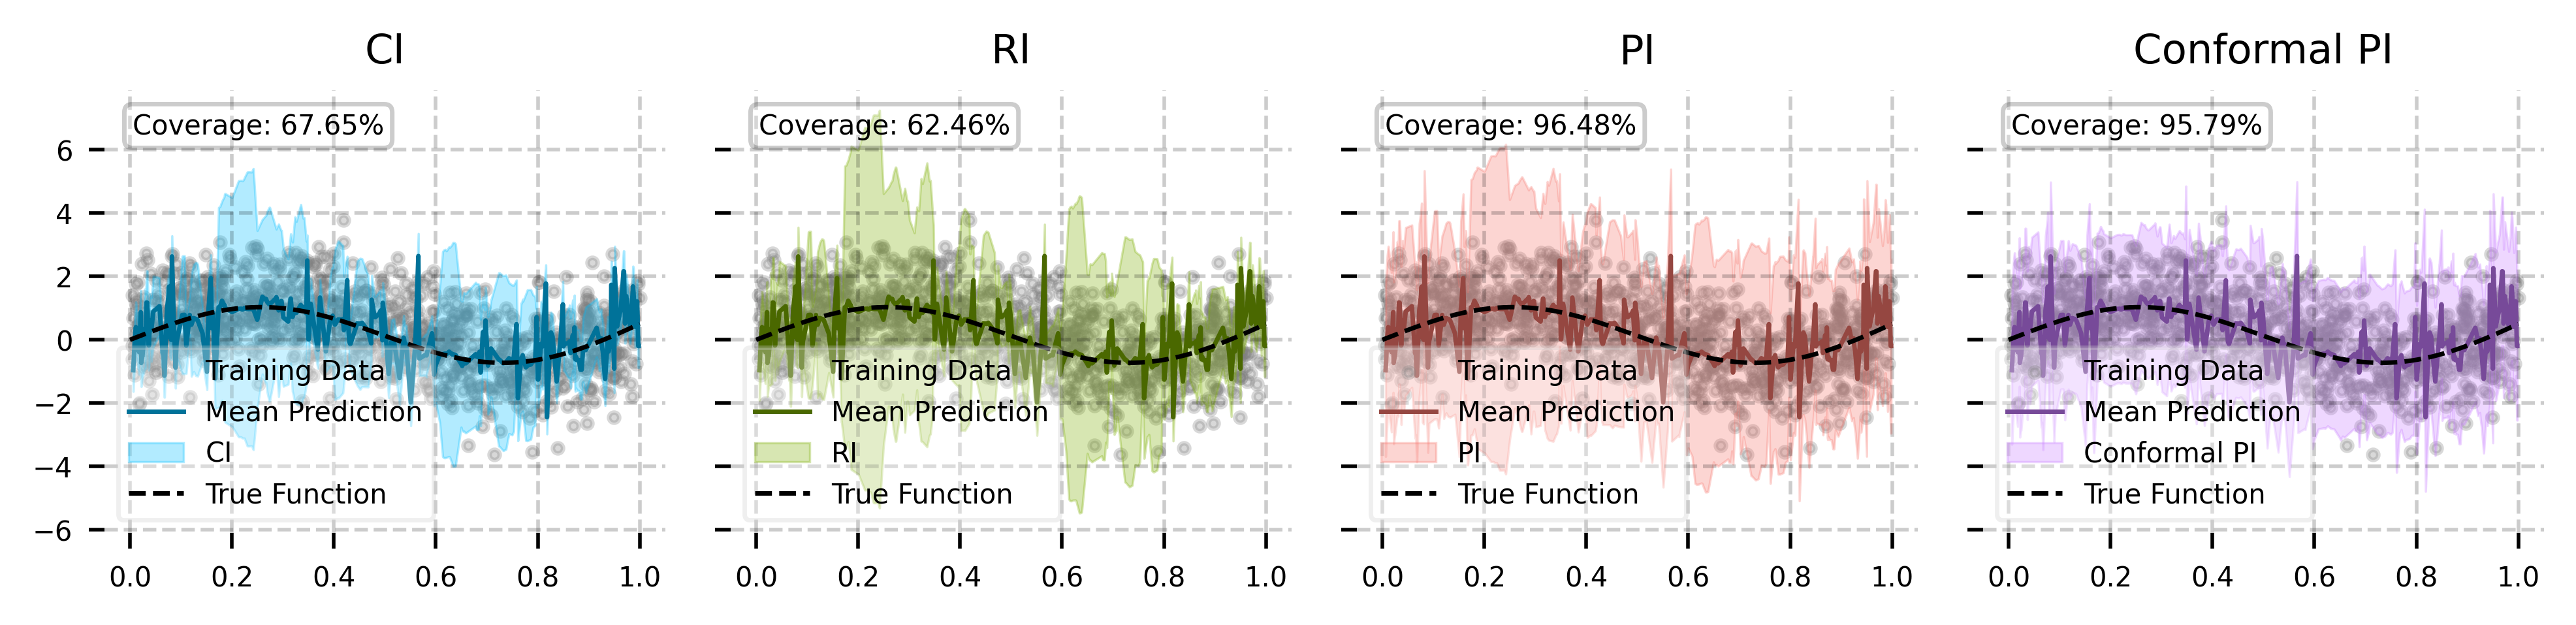 CI
RI
PI
Conformal PI
Coverage: 67.65%
Coverage: 62.46%
Coverage: 96.48%
Coverage: 95.79%
6
4
2
0
−2
−4
−6
Training Data
Mean Prediction
CI
True Function
Training Data
Mean Prediction
RI
True Function
Training Data
Mean Prediction
PI
True Function
Training Data
Mean Prediction
Conformal PI
True Function
0.0 0.2 0.4 0.6 0.8 1.0
0.0 0.2 0.4 0.6 0.8 1.0
0.0 0.2 0.4 0.6 0.8 1.0
0.0 0.2 0.4 0.6 0.8 1.0